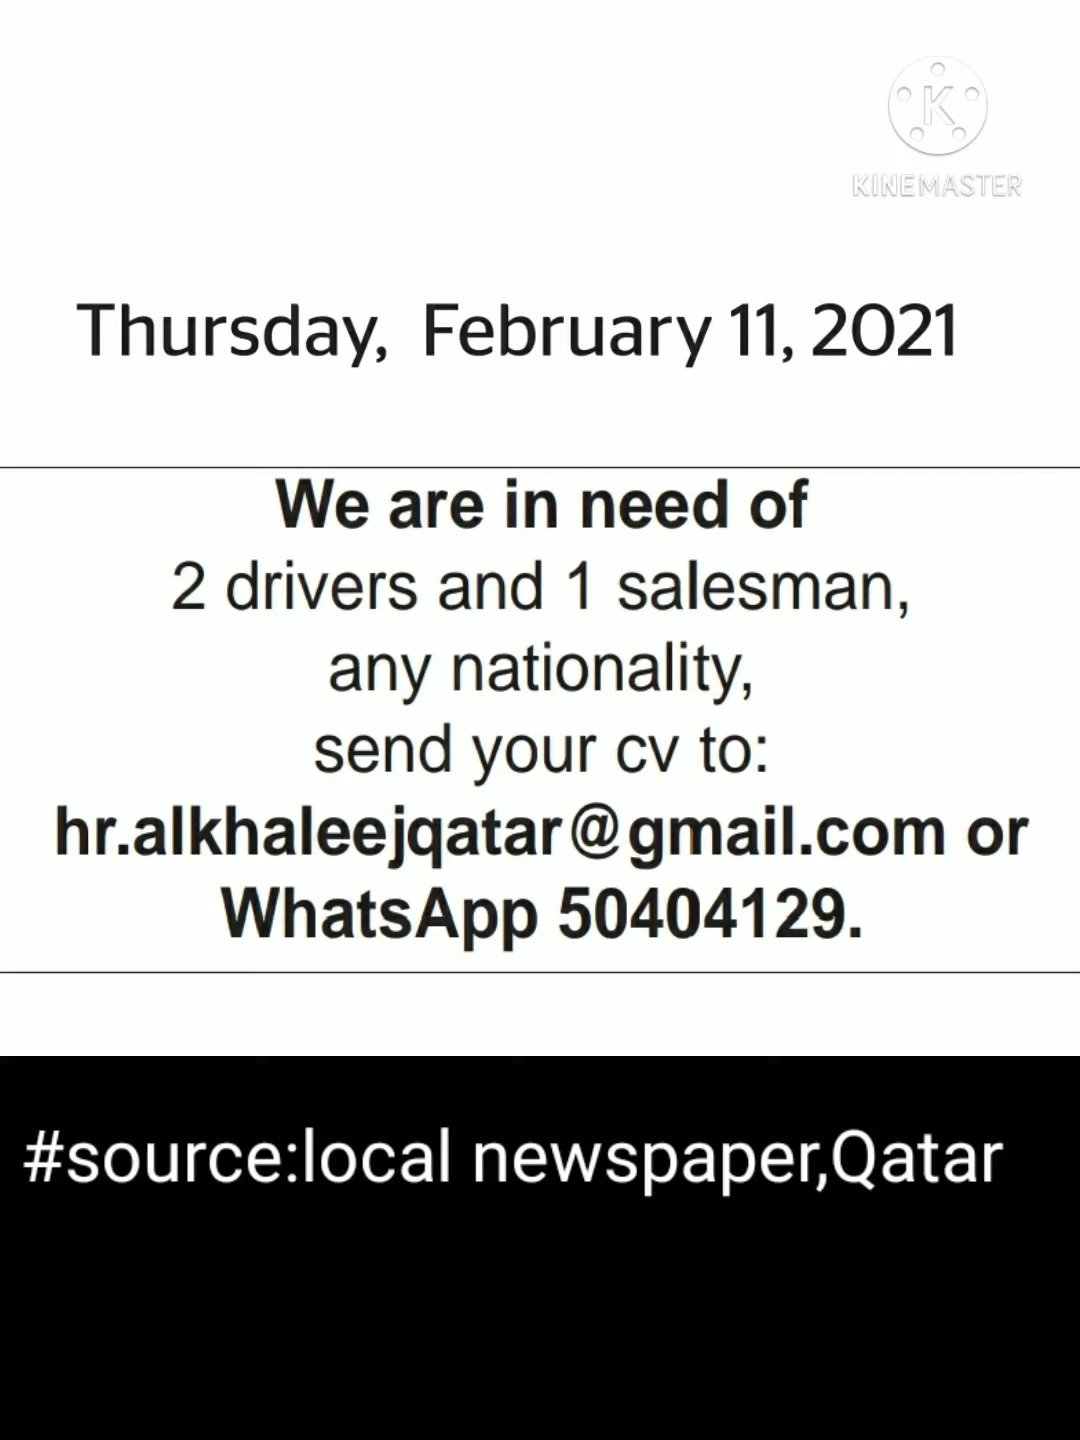 K
KINEMASTER
Thursday, February 11, 2021
We are in need of
2 drivers and 1 salesman,
any nationality,
send your cv to:
hr.alkhaleejqatar@gmail.com or
WhatsApp 50404129.
#source:local newspaper,Qatar